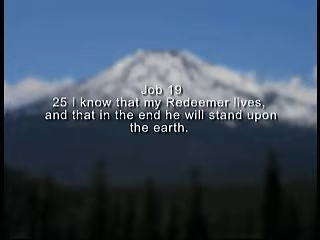 Job 19
25 I know that my Redeemer lives,
and that in the end he will stand upon
the earth.